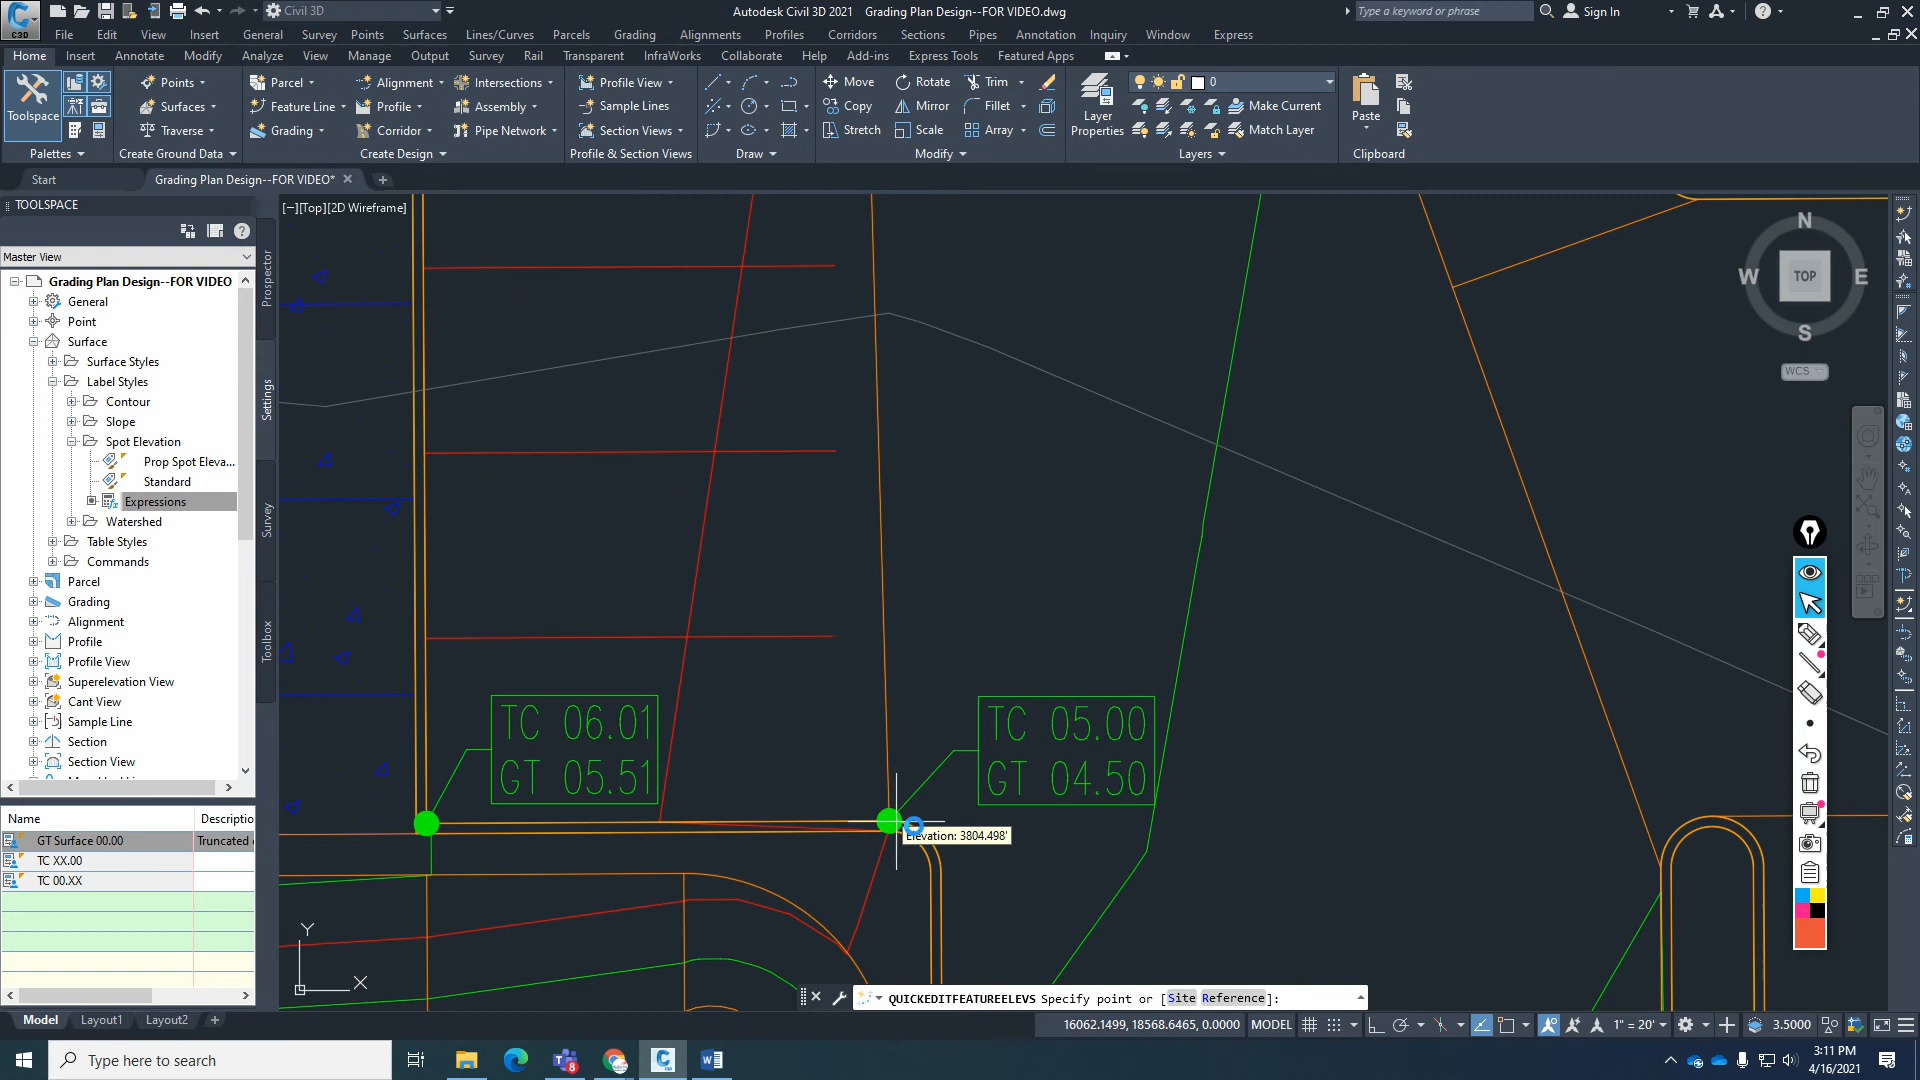 C3D
Civil 3D
Autodesk Civil 3D 2021 Grading Plan Design--FOR VIDEO.dwg
Type a keyword or phrase
Sign In
File Edit View Insert General Survey Points Surfaces Lines/Curves Parcels Grading Alignments Profiles Corridors Sections Pipes Annotation Inquiry Window Express
Home Insert Annotate Modify Analyze View Manage Output Survey Rail Transparent InfraWorks Collaborate Help Add-ins Express Tools Featured Apps
Points Parcel Alignment Intersections Profile View Move Rotate Trim 0
Toolspace Surfaces Feature Line Profile Assembly Sample Lines Copy Mirror Fillet Layer Properties Make Current Paste
Traverse Grading Corridor Pipe Network Section Views Stretch Scale Array Match Layer
Palettes Create Ground Data Create Design Profile & Section Views Draw Modify Layers Clipboard
Start Grading Plan Design--FOR VIDEO*
TOOLSPACE
[−][Top][2D Wireframe]
Master View
Grading Plan Design--FOR VIDEO
General
Point
Surface
Surface Styles
Label Styles
Contour
Slope
Spot Elevation
Prop Spot Eleva...
Standard
Expressions
Watershed
Table Styles
Commands
Parcel
Grading
Alignment
Profile
Profile View
Superelevation View
Cant View
Sample Line
Section
Section View
Prospector
Settings
Survey
Toolbox
N
W TOP E
S
WCS
TC 06.01
GT 05.51
TC 05.00
GT 04.50
Elevation: 3804.498'
Name Descriptio
GT Surface 00.00 Truncated
TC XX.00
TC 00.XX
Y
X
QUICKEDITFEATUREELEVS Specify point or [Site Reference]:
Model Layout1 Layout2
16062.1499, 18568.6465, 0.0000 MODEL 1" = 20' 3.5000
Type here to search
8
3:11 PM
4/16/2021